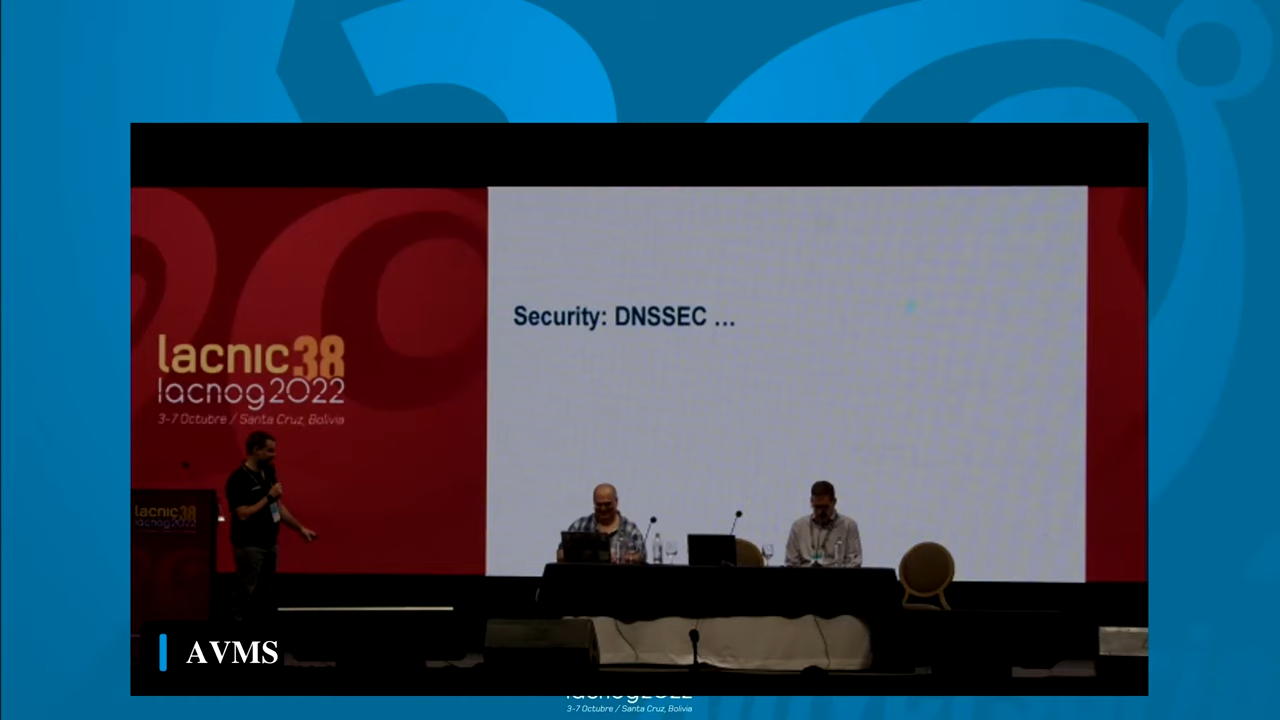 Security: DNSSEC ...
lacnic38
lacnog2022
3-7 Octubre / Santa Cruz, Bolivia
lacnic38
lacnog2022
AVMS
lacnog2022
3-7 Octubre / Santa Cruz, Bolivia